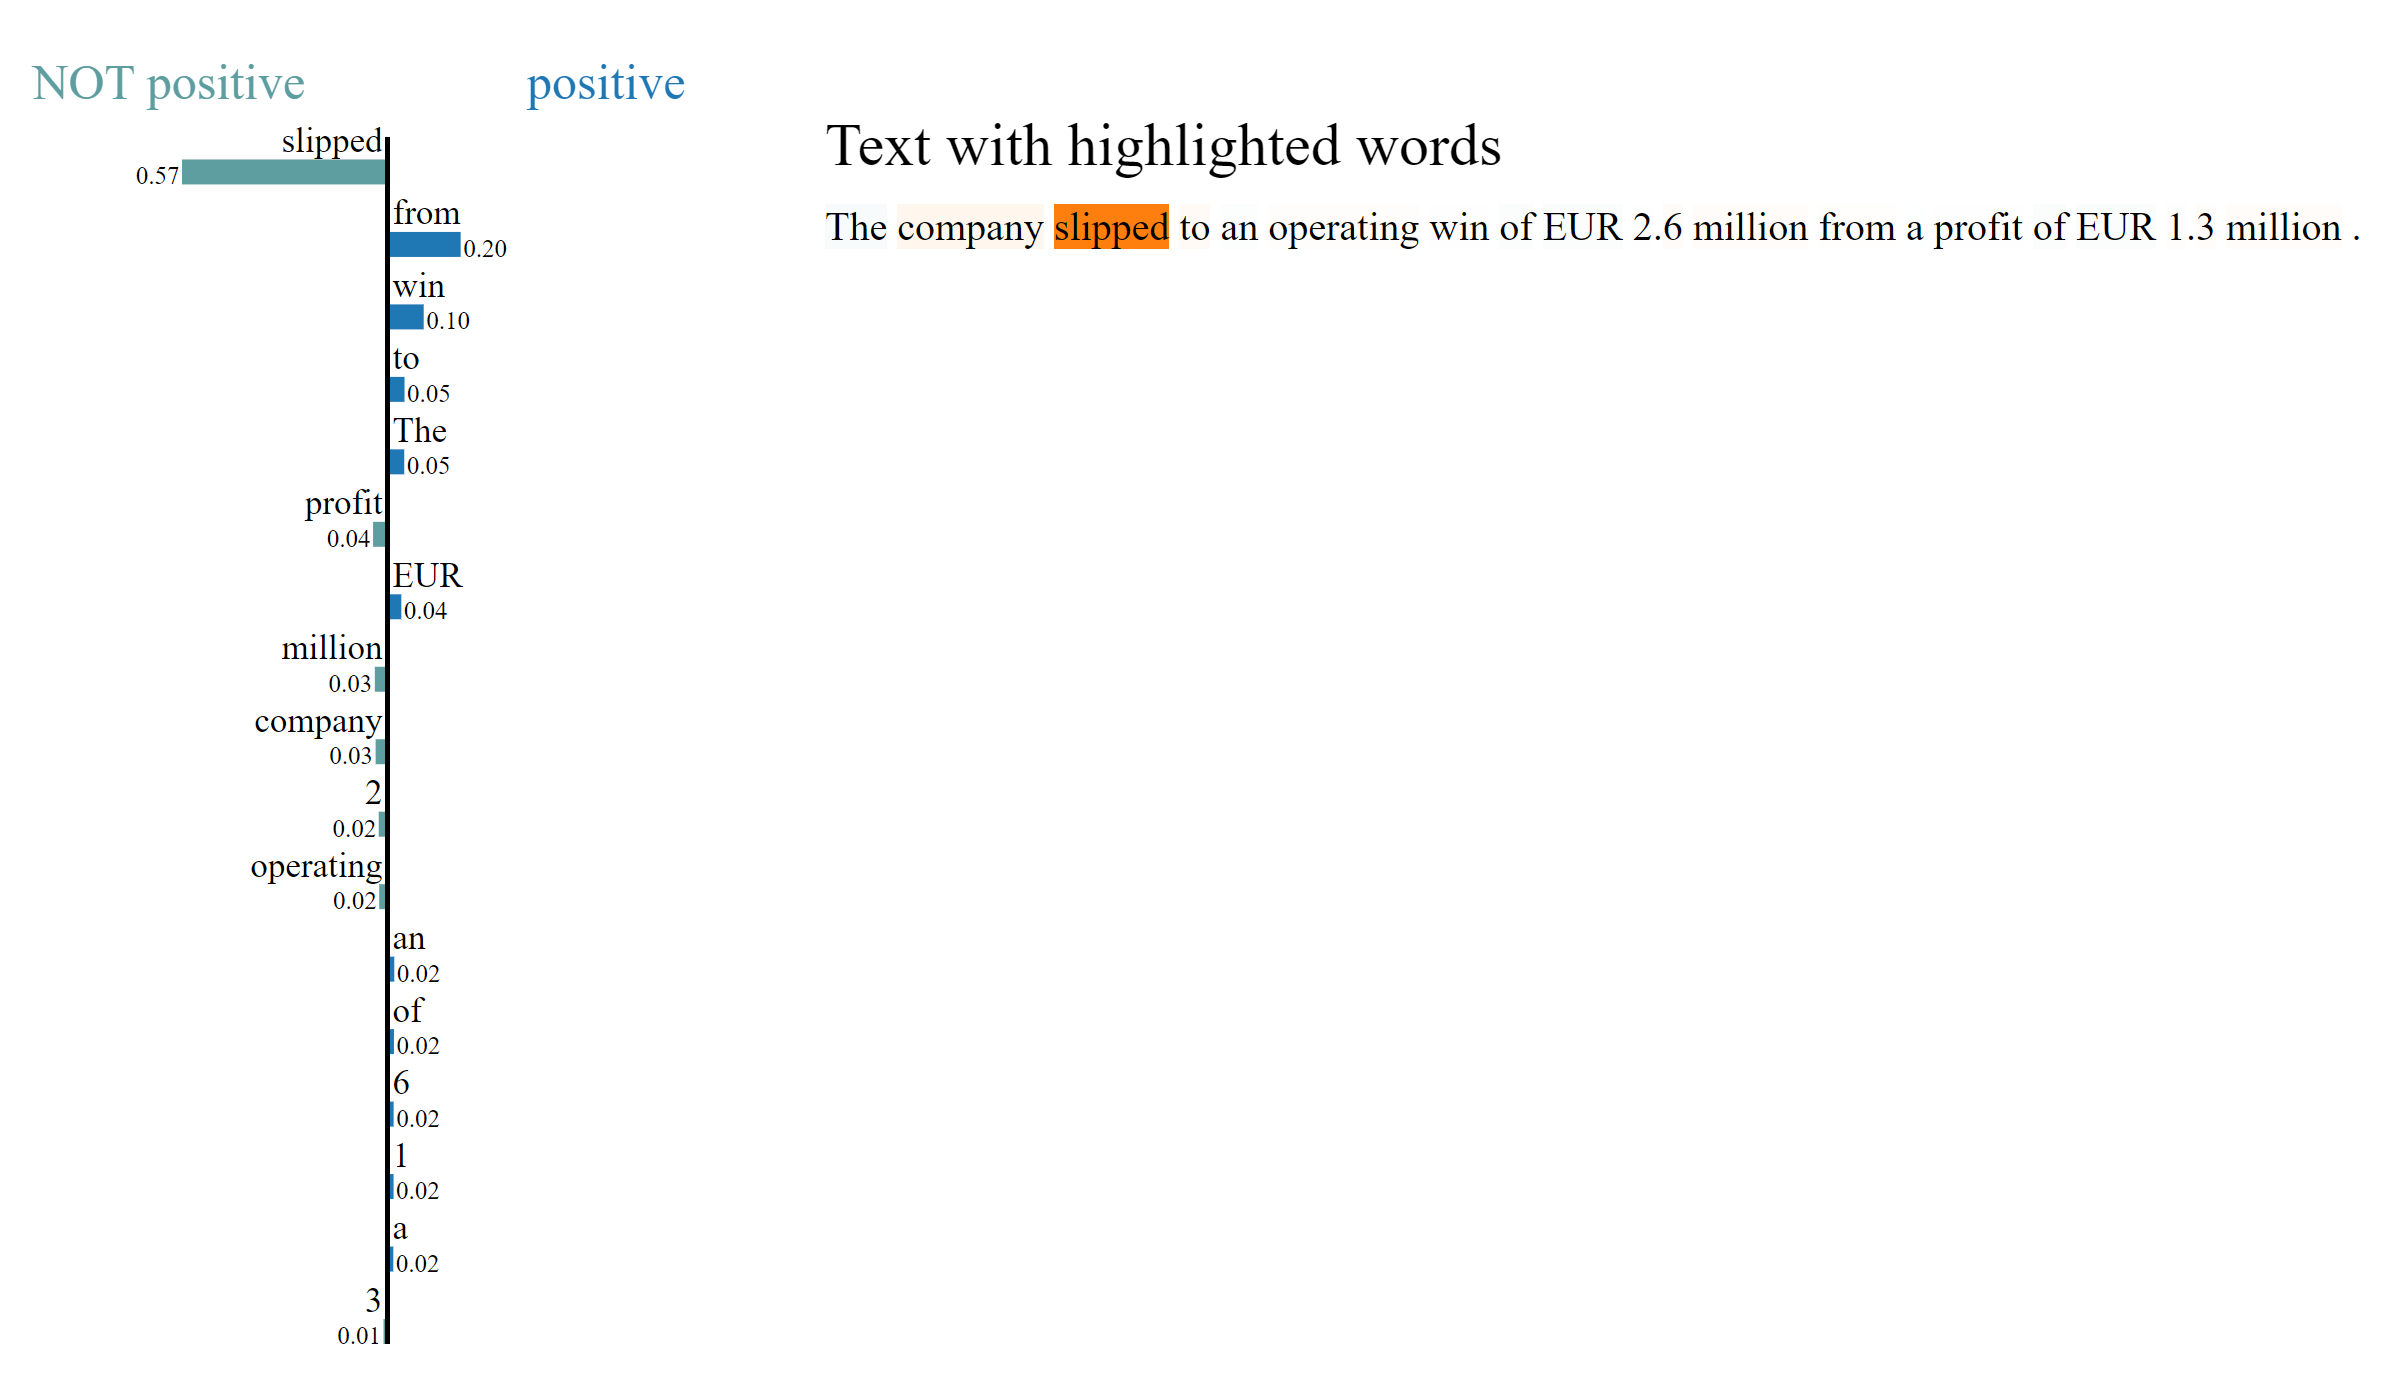 NOT positive
positive
slipped
0.57
from
0.20
win
0.10
to
0.05
The
0.05
profit
0.04
EUR
0.04
million
0.03
company
0.03
2
0.02
operating
0.02
an
0.02
of
0.02
6
0.02
1
0.02
a
0.02
3
0.01
Text with highlighted words
The company slipped to an operating win of EUR 2.6 million from a profit of EUR 1.3 million .